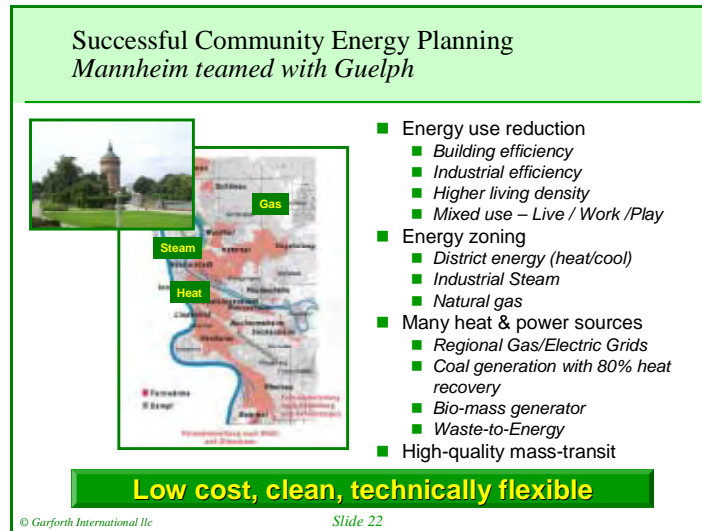 Successful Community Energy Planning
Mannheim teamed with Guelph
Energy use reduction
Building efficiency
Industrial efficiency
Higher living density
Mixed use – Live / Work /Play
Energy zoning
District energy (heat/cool)
Industrial Steam
Natural gas
Many heat & power sources
Regional Gas/Electric Grids
Coal generation with 80% heat
recovery
Bio-mass generator
Waste-to-Energy
High-quality mass-transit
Gas
Steam
Heat
Fernwärme
Dampf
Low cost, clean, technically flexible
© Garforth International llc
Slide 22